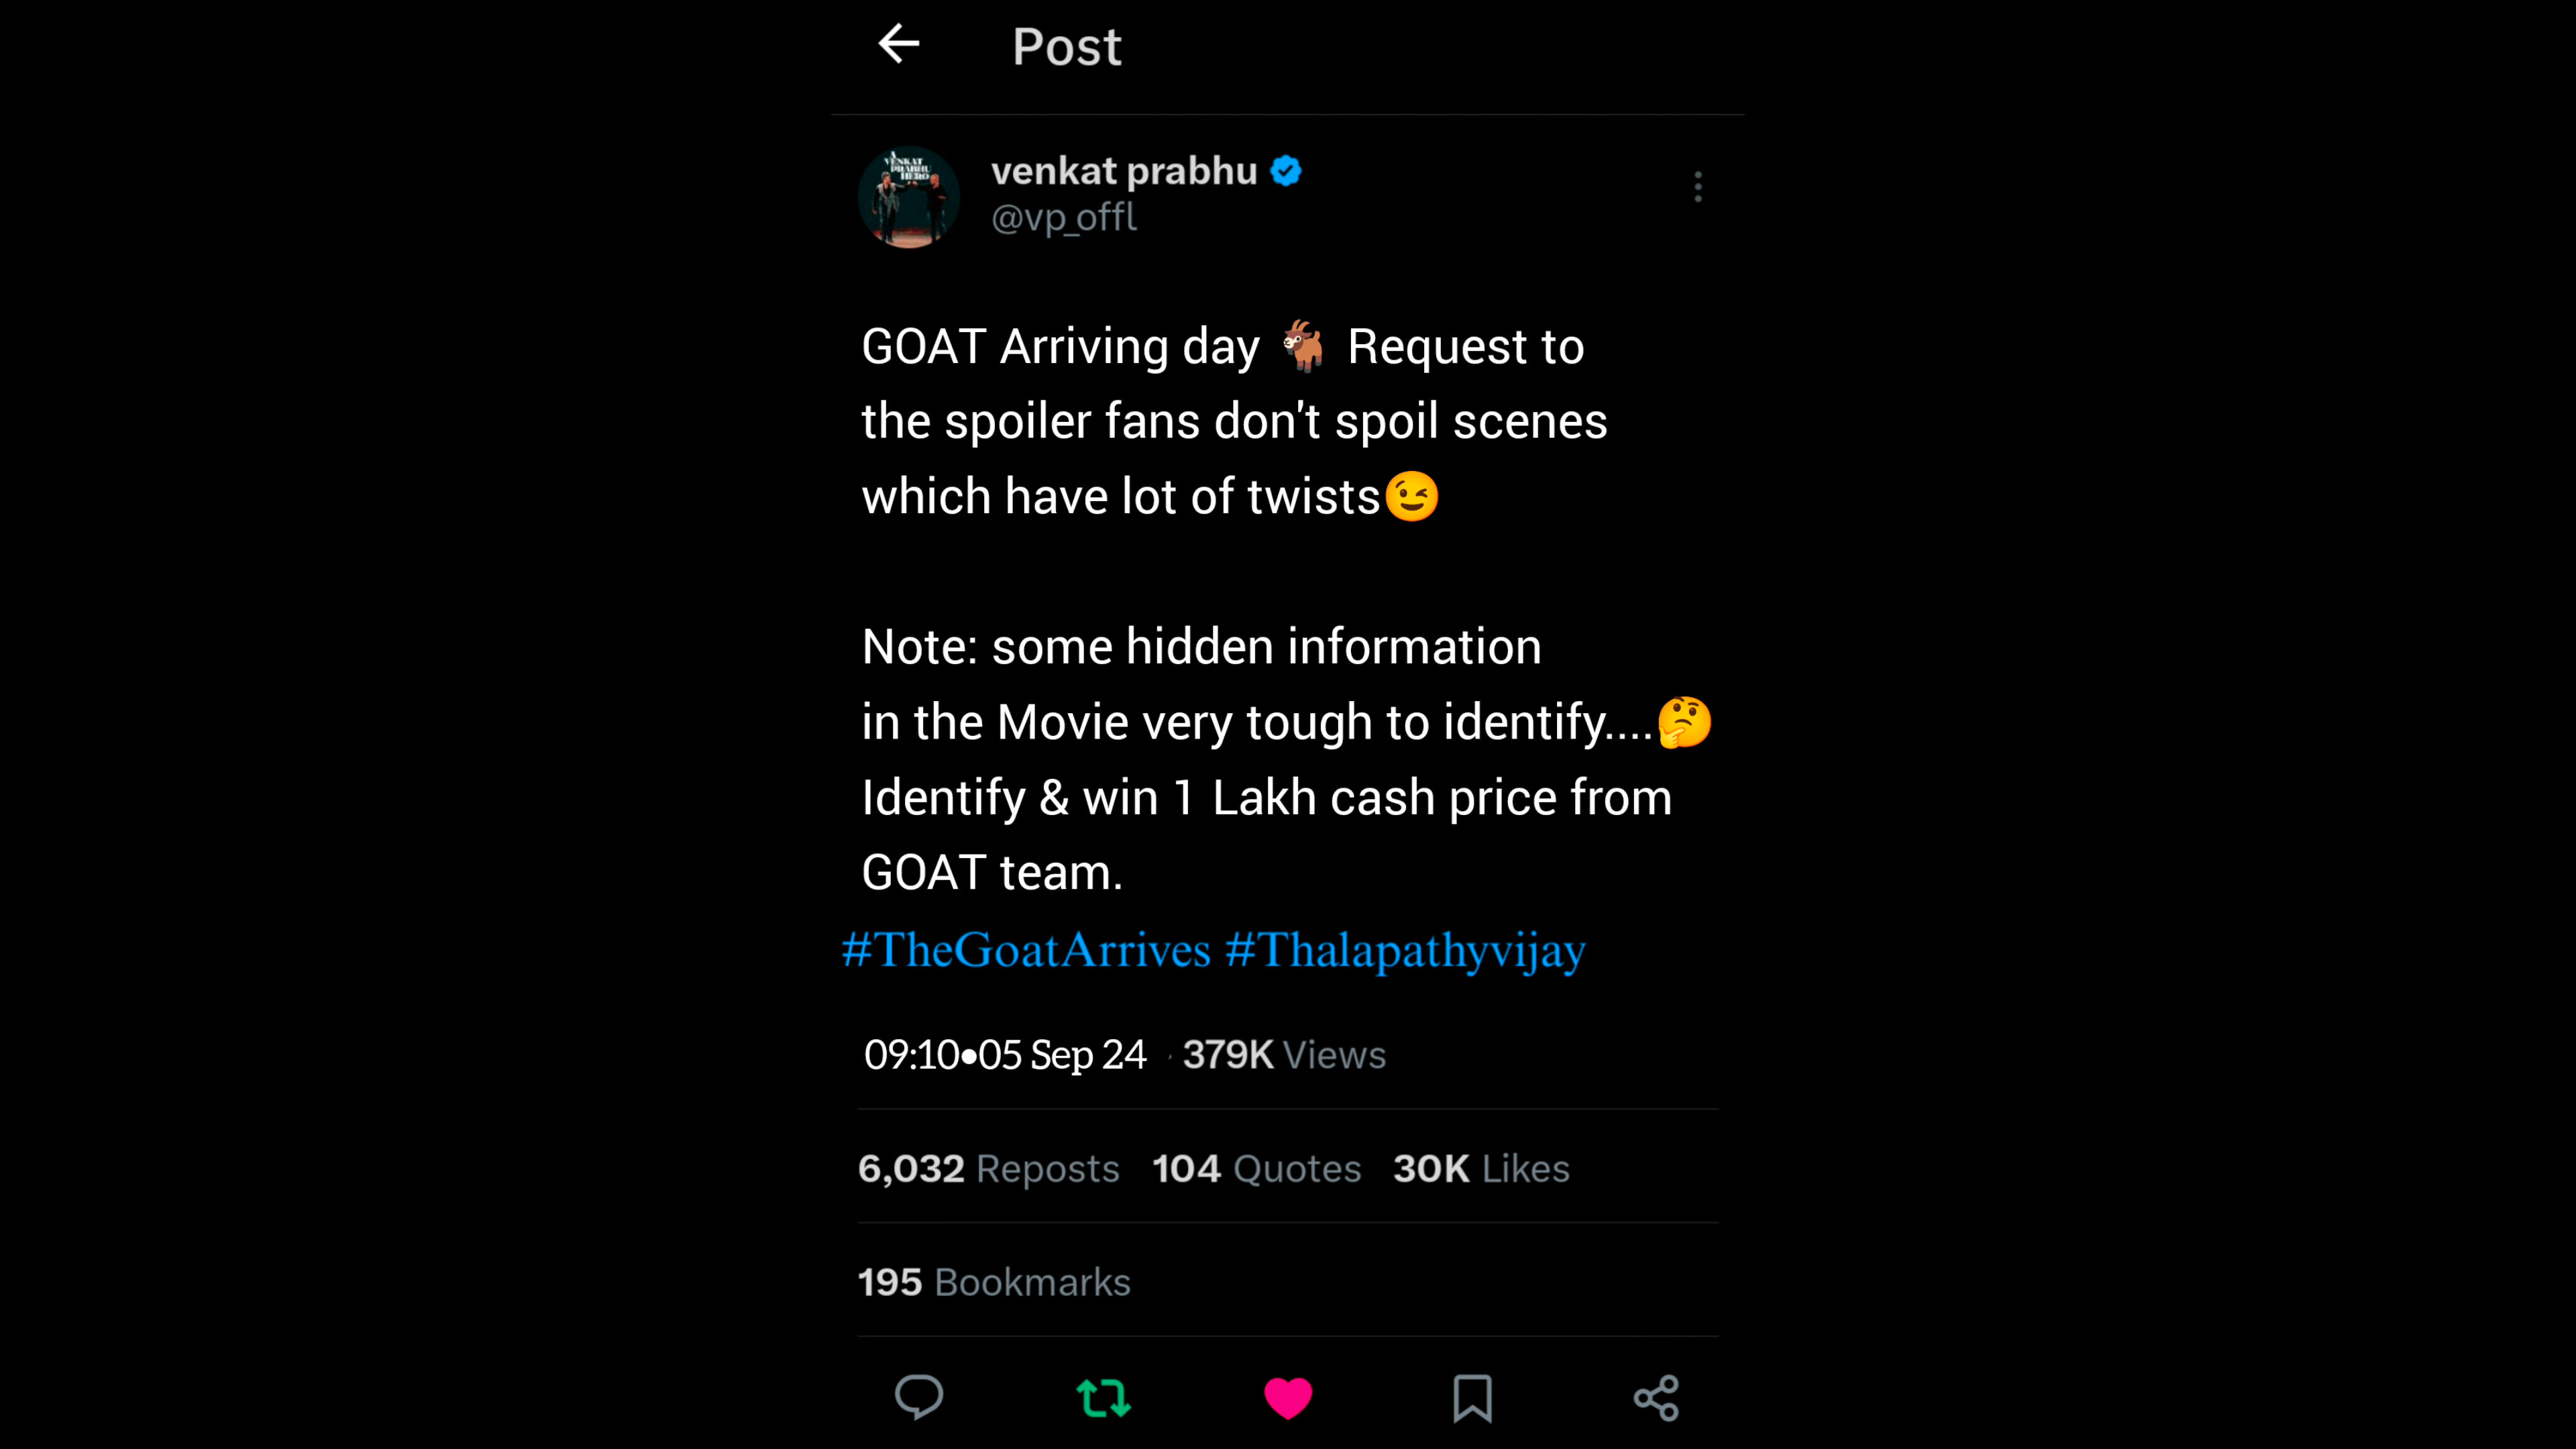 Post
A
VENKAT
PRABHU
HERO
venkat prabhu
@vp_offl
GOAT Arriving day 🐐 Request to
the spoiler fans don't spoil scenes
which have lot of twists😉
Note: some hidden information
in the Movie very tough to identify....🤔
Identify & win 1 Lakh cash price from
GOAT team.
#TheGoatArrives #Thalapathyvijay
09:10●05 Sep 24 · 379K Views
6,032 Reposts 104 Quotes 30K Likes
195 Bookmarks